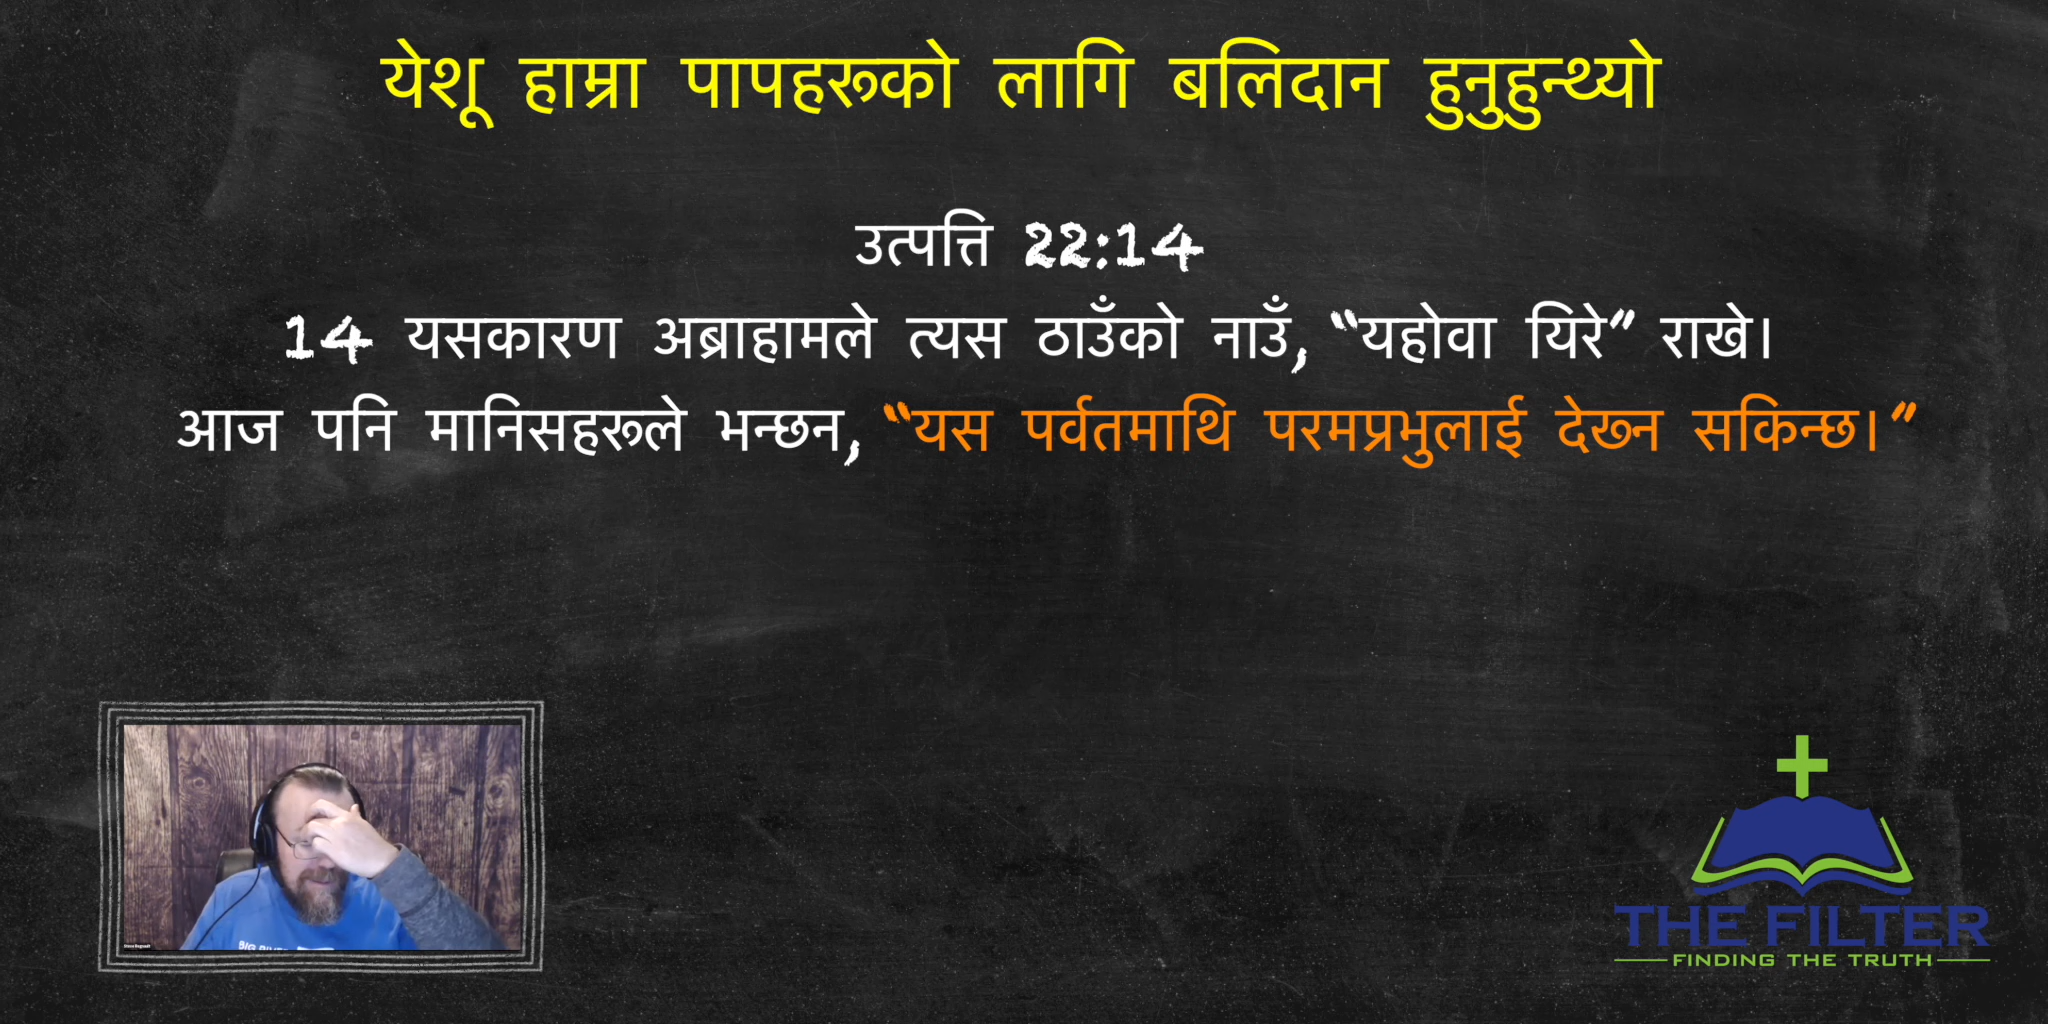 येशू हाम्रा पापहरूको लागि बलिदान हुनुहुन्थ्यो
उत्पत्ति 22:14
14 यसकारण अब्राहामले त्यस ठाउँको नाउँ, “यहोवा यिरे” राखे।
आज पनि मानिसहरूले भन्छन, “यस पर्वतमाथि परमप्रभुलाई देख्न सकिन्छ।”
BIG
THE FILTER
FINDING THE TRUTH